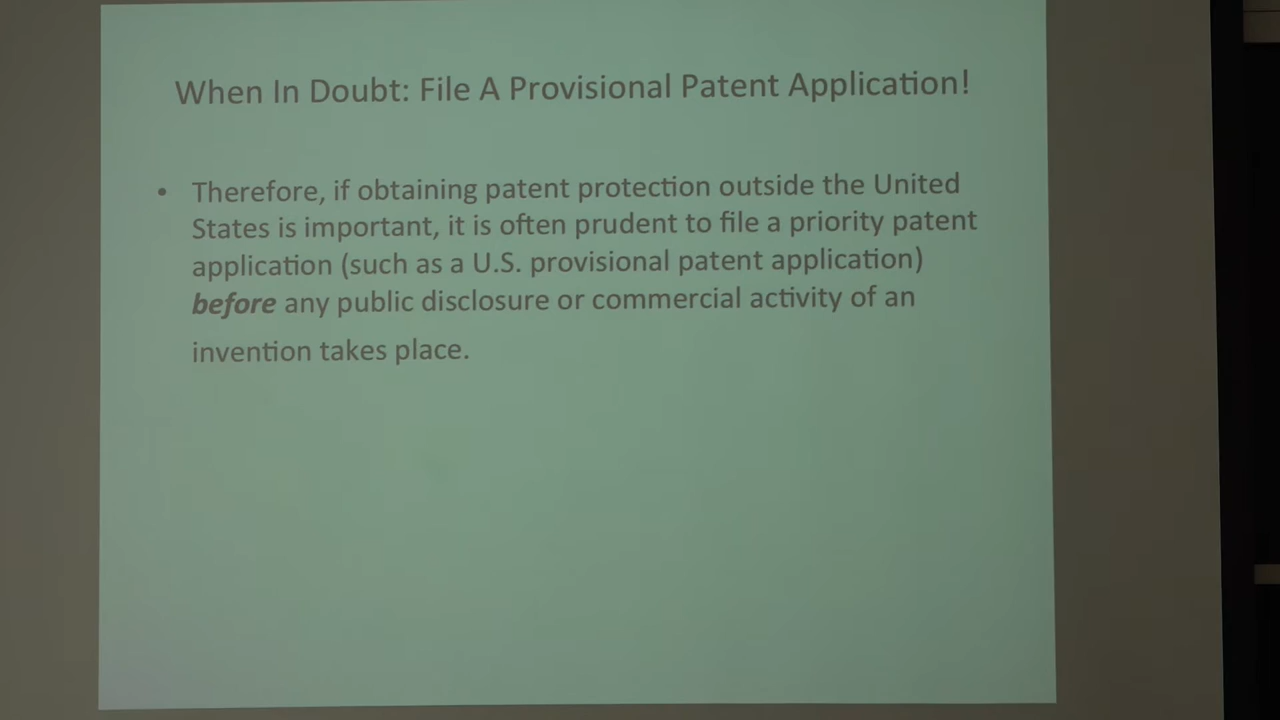 When In Doubt: File A Provisional Patent Application!
• Therefore, if obtaining patent protection outside the United
States is important, it is often prudent to file a priority patent
application (such as a U.S. provisional patent application)
before any public disclosure or commercial activity of an
invention takes place.